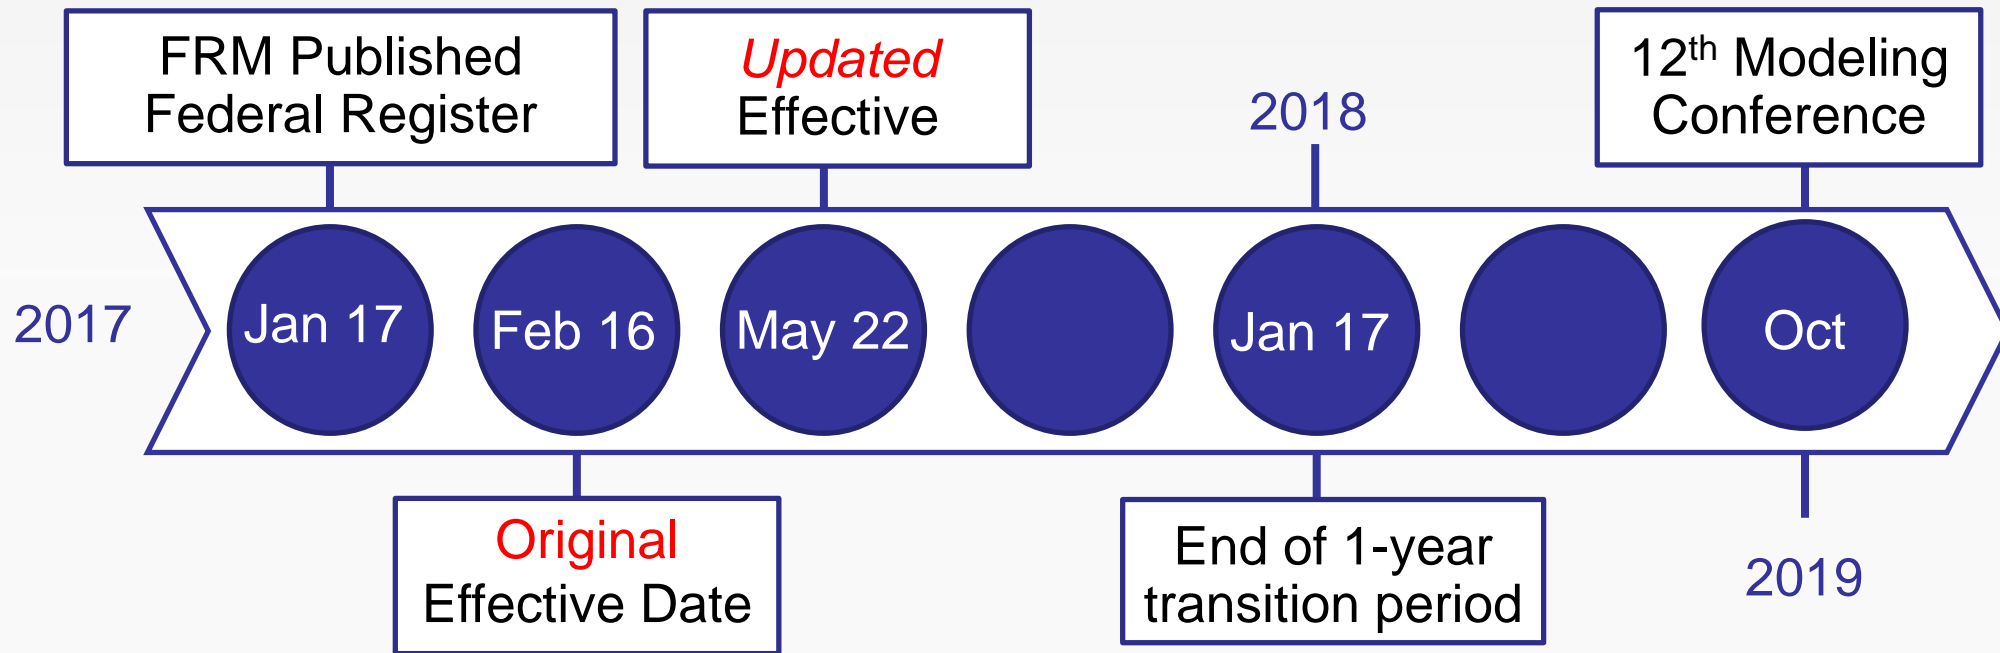 FRM Published
Federal Register
Updated
Effective
2018
12th Modeling
Conference
2017
Jan 17
Feb 16
May 22
Jan 17
Oct
Original
Effective Date
End of 1-year
transition period
2019